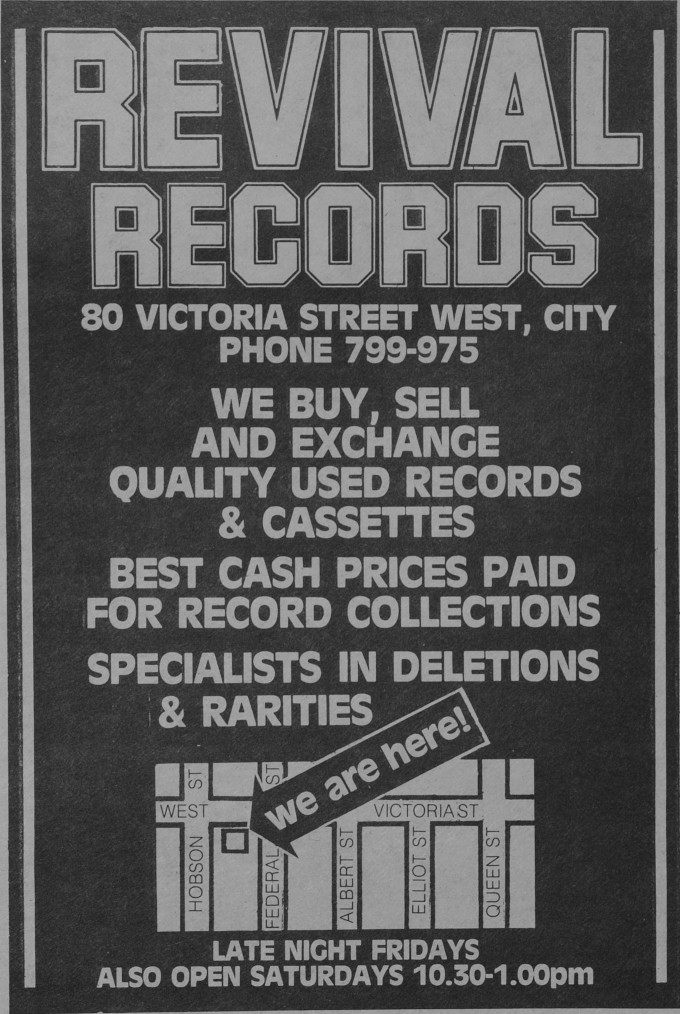 REVIVAL
RECORDS
80 VICTORIA STREET WEST, CITY
PHONE 799-975
WE BUY, SELL
AND EXCHANGE
QUALITY USED RECORDS
& CASSETTES
BEST CASH PRICES PAID
FOR RECORD COLLECTIONS
SPECIALISTS IN DELETIONS
& RARITIES
we are here!
WEST
VICTORIA ST
HOBSON ST
FEDERAL ST
ALBERT ST
ELLIOT ST
QUEEN ST
LATE NIGHT FRIDAYS
ALSO OPEN SATURDAYS 10.30-1.00pm